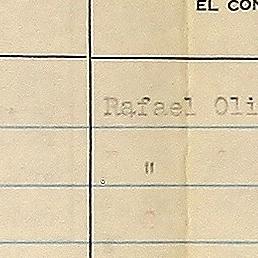 EL CON
Rafael Oli
"